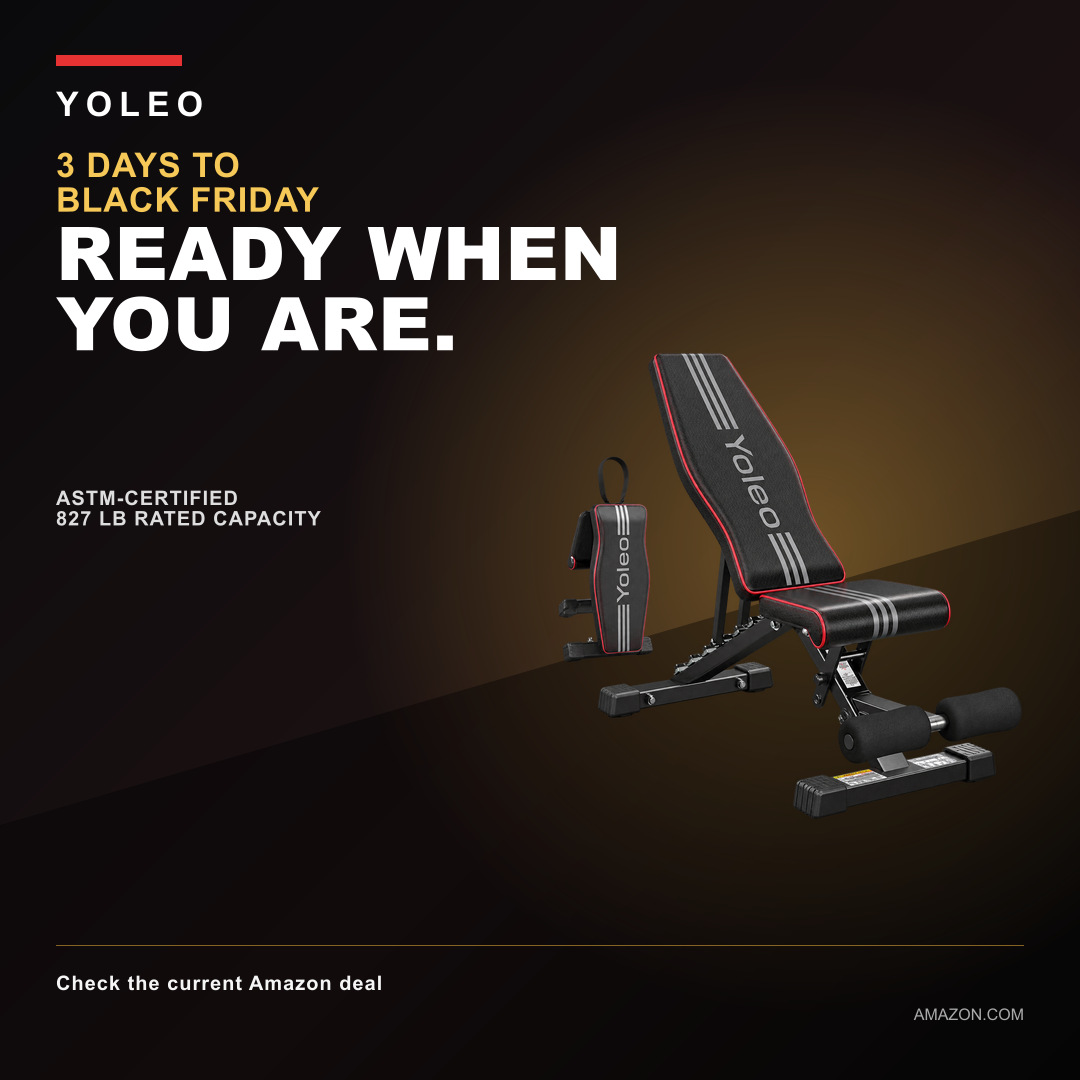 YOLEO
3 DAYS TO
BLACK FRIDAY
READY WHEN
YOU ARE.
Yoleo
Yoleo
ASTM-CERTIFIED
827 LB RATED CAPACITY
Check the current Amazon deal
AMAZON.COM